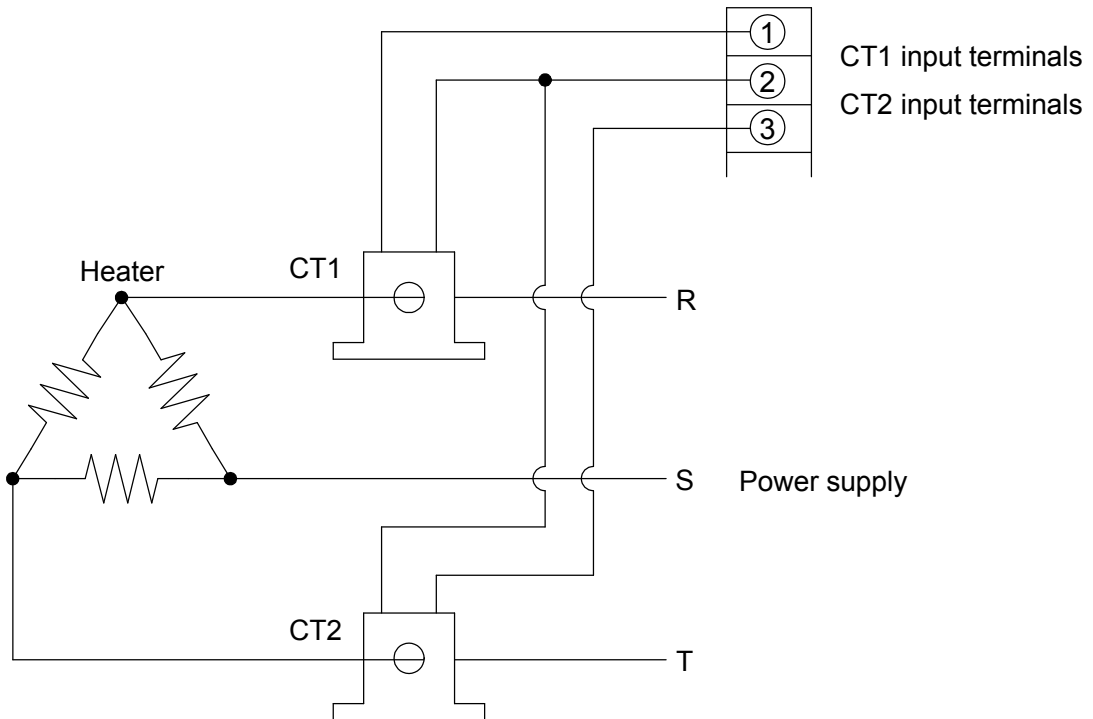 1
CT1 input terminals
2
CT2 input terminals
3
CT1
Heater
R
S
Power supply
CT2
T